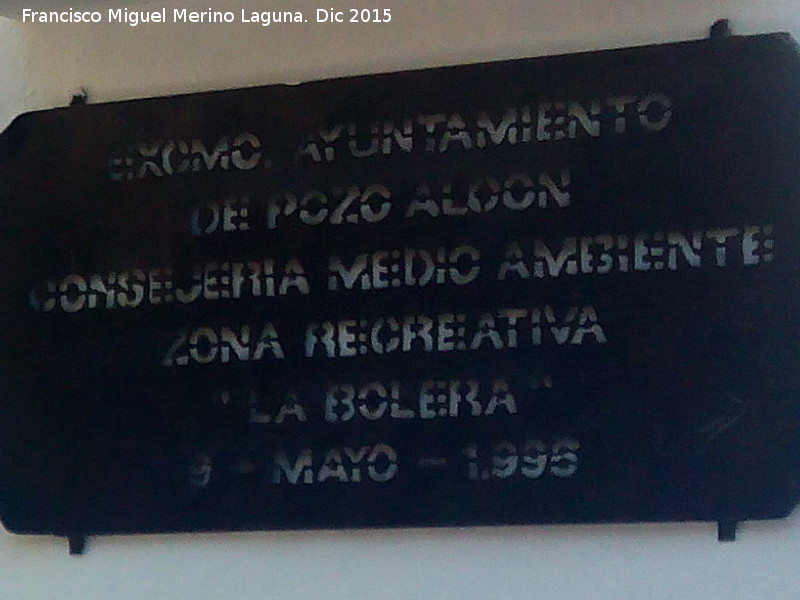 Francisco Miguel Merino Laguna. Dic 2015
EXCMO. AYUNTAMIENTO
DE POZO ALCON
CONSEJERIA MEDIO AMBIENTE
ZONA RECREATIVA
" LA BOLERA "
9 - MAYO - 1.996